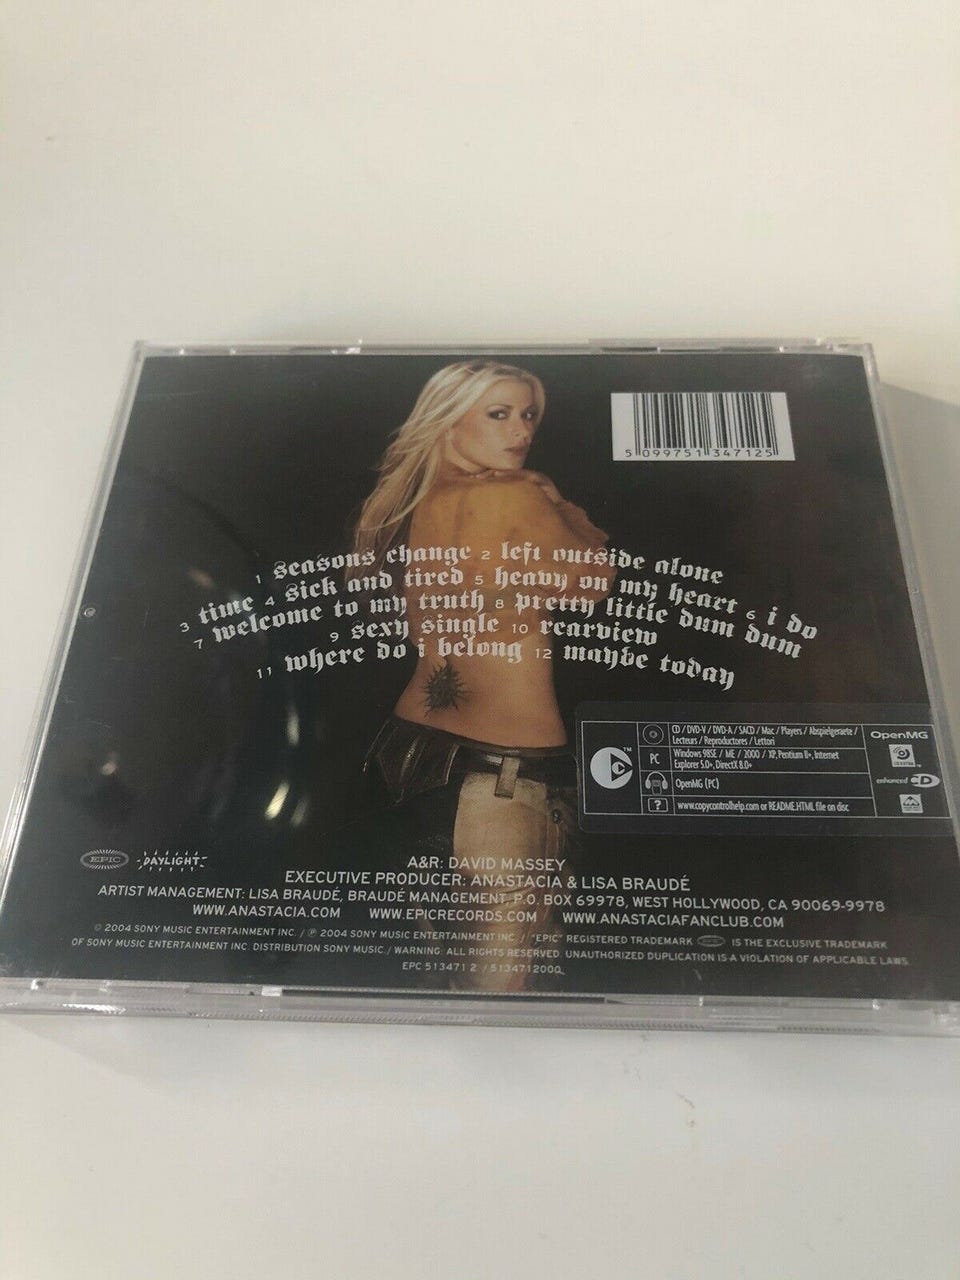 5 099751 347125
1 seasons change 2 left outside alone
3 time 4 sick and tired 5 heavy on my heart 6 i do
7 welcome to my truth 8 pretty little dum dum
9 sexy single 10 rearview
11 where do i belong 12 maybe today
CD / DVD-V / DVD-A / SACD / Mac / Players / Abspielgeraete /
Lecteurs / Reproductores / Lettori
PC
Windows 98SE / ME / 2000 / XP, Pentium II+, Internet
Explorer 5.0+, DirectX 8.0+
OpenMG (PC)
? www.copycontrolhelp.com or README.HTML file on disc
OpenMG
enhanced CD
EPIC DAYLIGHT
A&R: DAVID MASSEY
EXECUTIVE PRODUCER: ANASTACIA & LISA BRAUDÉ
ARTIST MANAGEMENT: LISA BRAUDÉ, BRAUDÉ MANAGEMENT, P.O. BOX 69978, WEST HOLLYWOOD, CA 90069-9978
WWW.ANASTACIA.COM WWW.EPICRECORDS.COM WWW.ANASTACIAFANCLUB.COM
© 2004 SONY MUSIC ENTERTAINMENT INC. / ℗ 2004 SONY MUSIC ENTERTAINMENT INC. / "EPIC" REGISTERED TRADEMARK EPIC IS THE EXCLUSIVE TRADEMARK
OF SONY MUSIC ENTERTAINMENT INC. DISTRIBUTION SONY MUSIC / WARNING: ALL RIGHTS RESERVED. UNAUTHORIZED DUPLICATION IS A VIOLATION OF APPLICABLE LAWS.
EPC 513471 2 / 5134712000